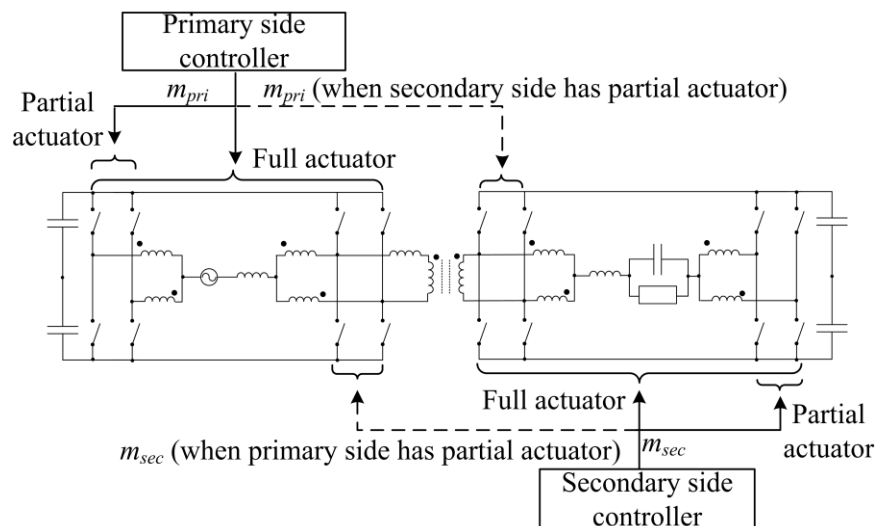 Primary side
controller
m_pri
m_pri (when secondary side has partial actuator)
Partial
actuator
Full actuator
Full actuator
Partial
actuator
m_sec (when primary side has partial actuator)
m_sec
Secondary side
controller